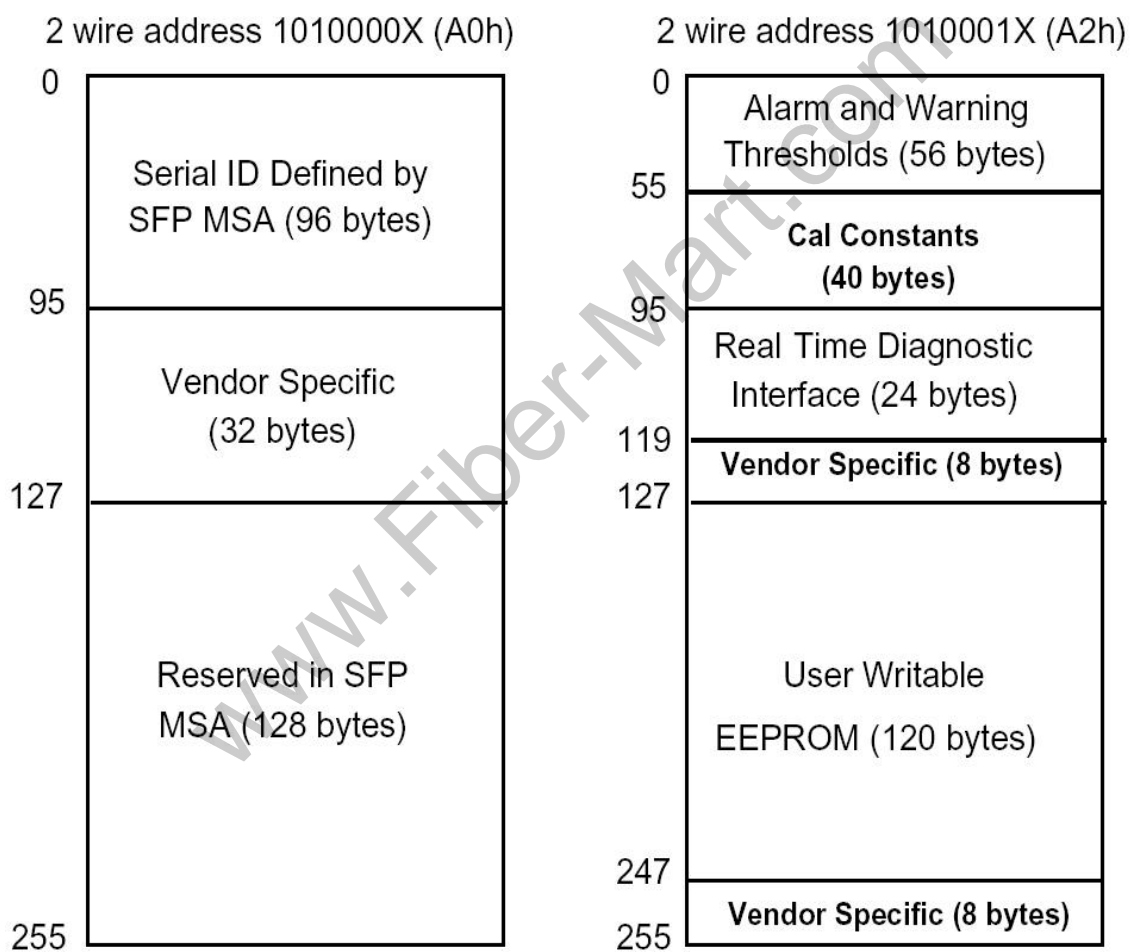 2 wire address 1010000X (A0h)
0
Serial ID Defined by
SFP MSA (96 bytes)
95
Vendor Specific
(32 bytes)
127
Reserved in SFP
MSA (128 bytes)
255
2 wire address 1010001X (A2h)
0
Alarm and Warning
Thresholds (56 bytes)
55
Cal Constants
(40 bytes)
95
Real Time Diagnostic
Interface (24 bytes)
119
Vendor Specific (8 bytes)
127
User Writable
EEPROM (120 bytes)
247
Vendor Specific (8 bytes)
255
www.Fiber-Mart.com